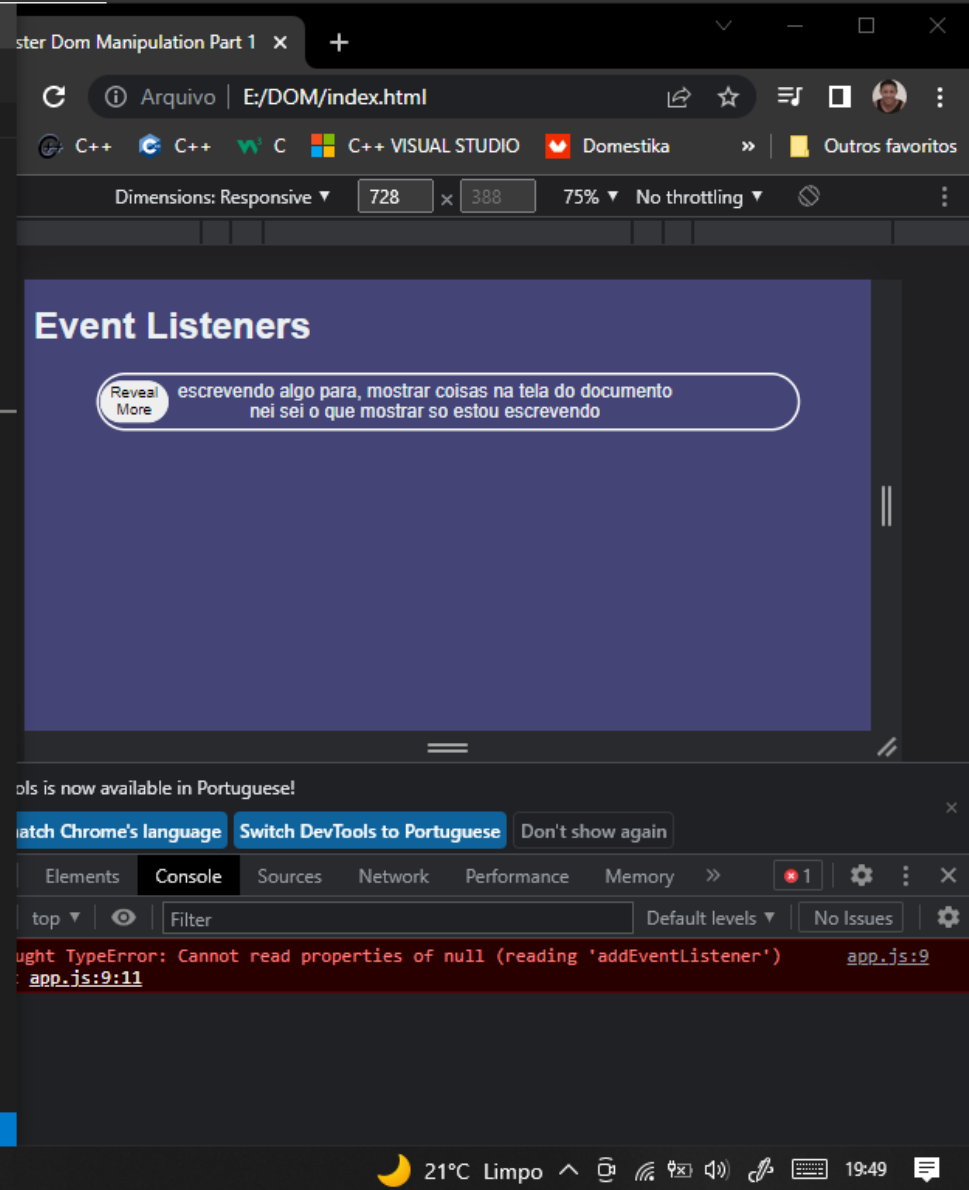 ster Dom Manipulation Part 1
Arquivo E:/DOM/index.html
C++ C++ C C++ VISUAL STUDIO Domestika » Outros favoritos
Dimensions: Responsive ▼ 728 × 388 75% ▼ No throttling ▼
Event Listeners
Reveal
More
escrevendo algo para, mostrar coisas na tela do documento
nei sei o que mostrar so estou escrevendo
ols is now available in Portuguese!
atch Chrome's language Switch DevTools to Portuguese Don't show again
Elements Console Sources Network Performance Memory » 1
top ▼ Filter Default levels ▼ No Issues
ught TypeError: Cannot read properties of null (reading 'addEventListener') app.js:9
: app.js:9:11
21°C Limpo 19:49